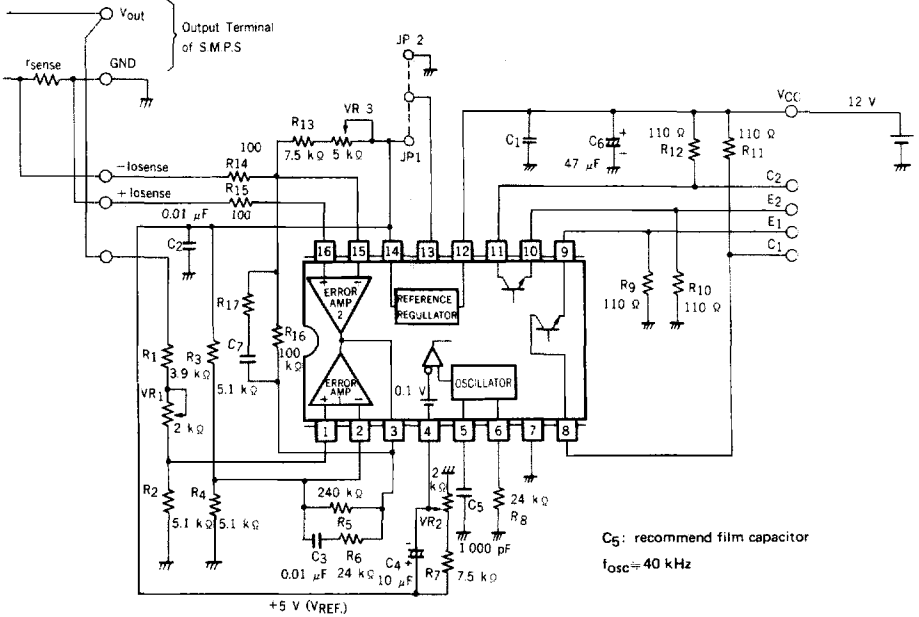 Vout
Output Terminal
of S.M.P.S
rsense
GND
JP 2
VR 3
R13
7.5 kΩ
5 kΩ
JP1
VCC
12 V
C1
C6
+
-
47 μF
110 Ω
R12
110 Ω
R11
100
R14
-Iosense
R15
+Iosense
100
0.01 μF
C2
C2
E2
E1
C1
16
15
14
13
12
11
10
9
R9
110 Ω
R10
110 Ω
+
-
ERROR
AMP
2
REFERENCE
REGULLATOR
R17
C7
R16
100
kΩ
R1
3.9 kΩ
R3
5.1 kΩ
VR1
2 kΩ
ERROR
AMP
+
-
0.1 V
OSCILLATOR
1
2
3
4
5
6
7
8
R2
5.1 kΩ
R4
5.1 kΩ
240 kΩ
R5
C3
0.01 μF
R6
24 kΩ
C4
-
+
10 μF
2
kΩ
VR2
R7
7.5 kΩ
C5
1000 pF
24 kΩ
R8
C5: recommend film capacitor
fosc≒40 kHz
+5 V (VREF.)